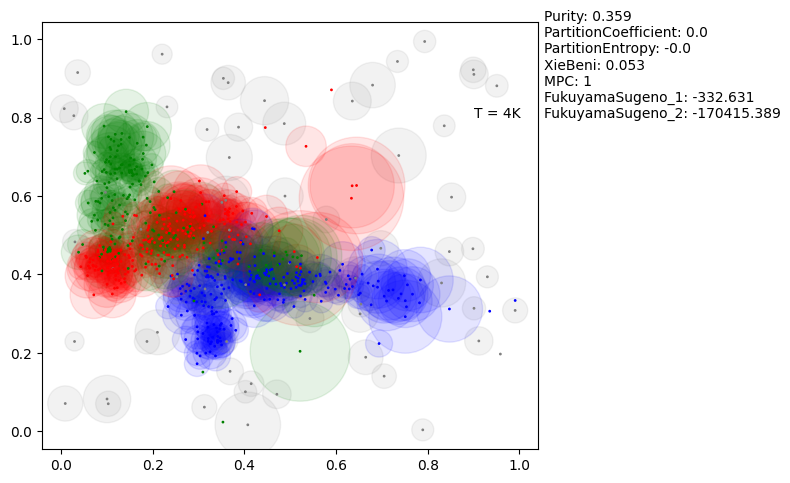 Purity: 0.359
PartitionCoefficient: 0.0
PartitionEntropy: -0.0
XieBeni: 0.053
MPC: 1
FukuyamaSugeno_1: -332.631
FukuyamaSugeno_2: -170415.389
T = 4K
1.0
0.8
0.6
0.4
0.2
0.0
0.0 0.2 0.4 0.6 0.8 1.0